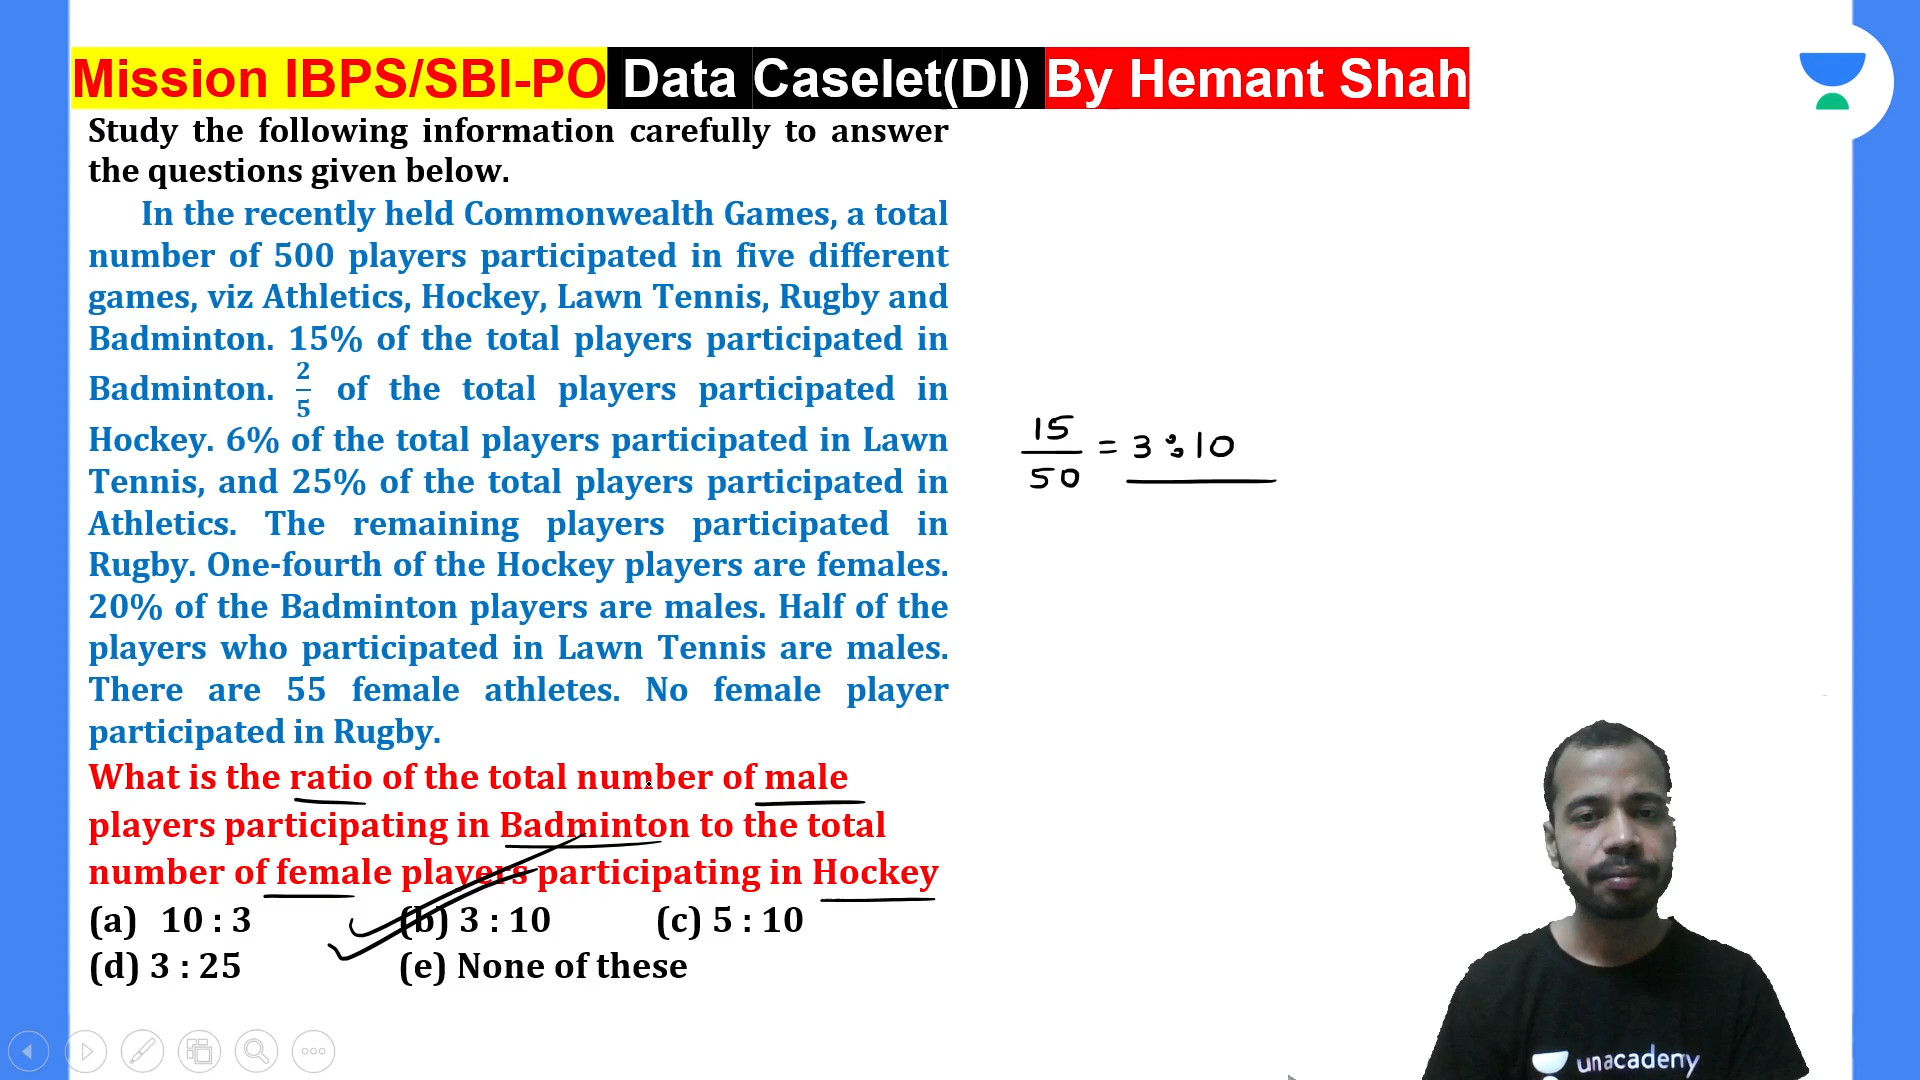 Mission IBPS/SBI-PO Data Caselet(DI) By Hemant Shah
Study the following information carefully to answer
the questions given below.
In the recently held Commonwealth Games, a total
number of 500 players participated in five different
games, viz Athletics, Hockey, Lawn Tennis, Rugby and
Badminton. 15% of the total players participated in
Badminton. 2/5 of the total players participated in
Hockey. 6% of the total players participated in Lawn
Tennis, and 25% of the total players participated in
Athletics. The remaining players participated in
Rugby. One-fourth of the Hockey players are females.
20% of the Badminton players are males. Half of the
players who participated in Lawn Tennis are males.
There are 55 female athletes. No female player
participated in Rugby.
What is the ratio of the total number of male
players participating in Badminton to the total
number of female players participating in Hockey
(a) 10 : 3 (b) 3 : 10 (c) 5 : 10
(d) 3 : 25 (e) None of these
15/50 = 3:10
unacademy